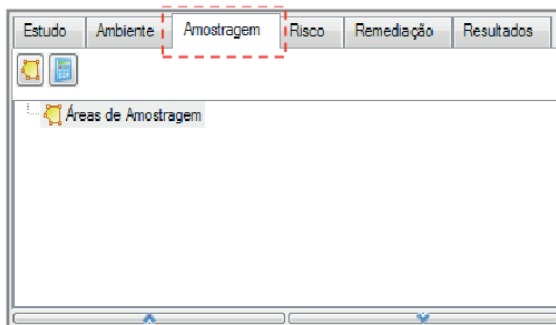 Estudo Ambiente Amostragem Risco Remediação Resultados
Áreas de Amostragem